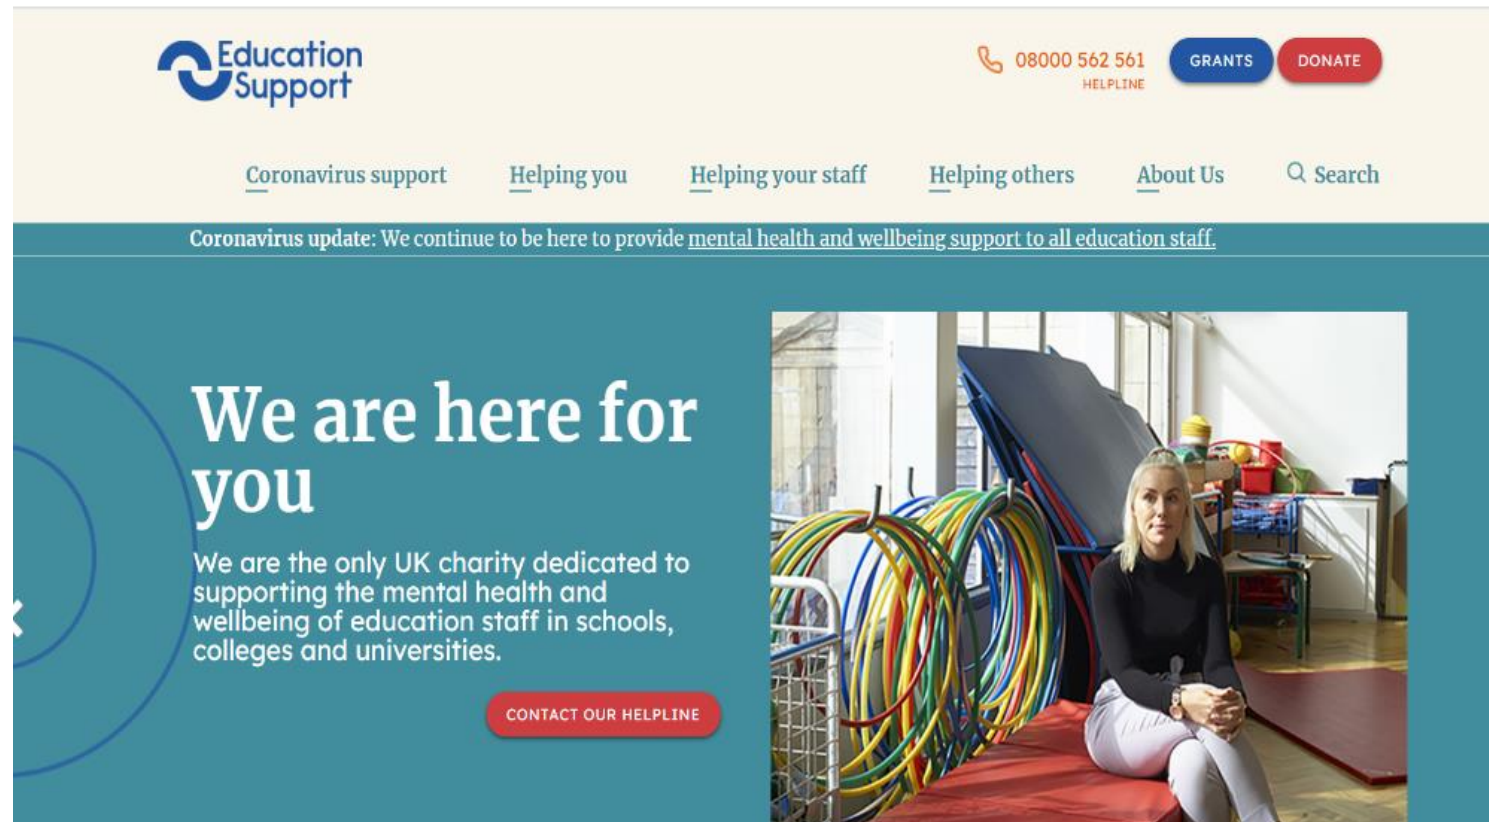 Education
Support
08000 562 561
HELPLINE
GRANTS
DONATE
Coronavirus support
Helping you
Helping your staff
Helping others
About Us
Search
Coronavirus update: We continue to be here to provide mental health and wellbeing support to all education staff.
We are here for
you
We are the only UK charity dedicated to
supporting the mental health and
wellbeing of education staff in schools,
colleges and universities.
CONTACT OUR HELPLINE